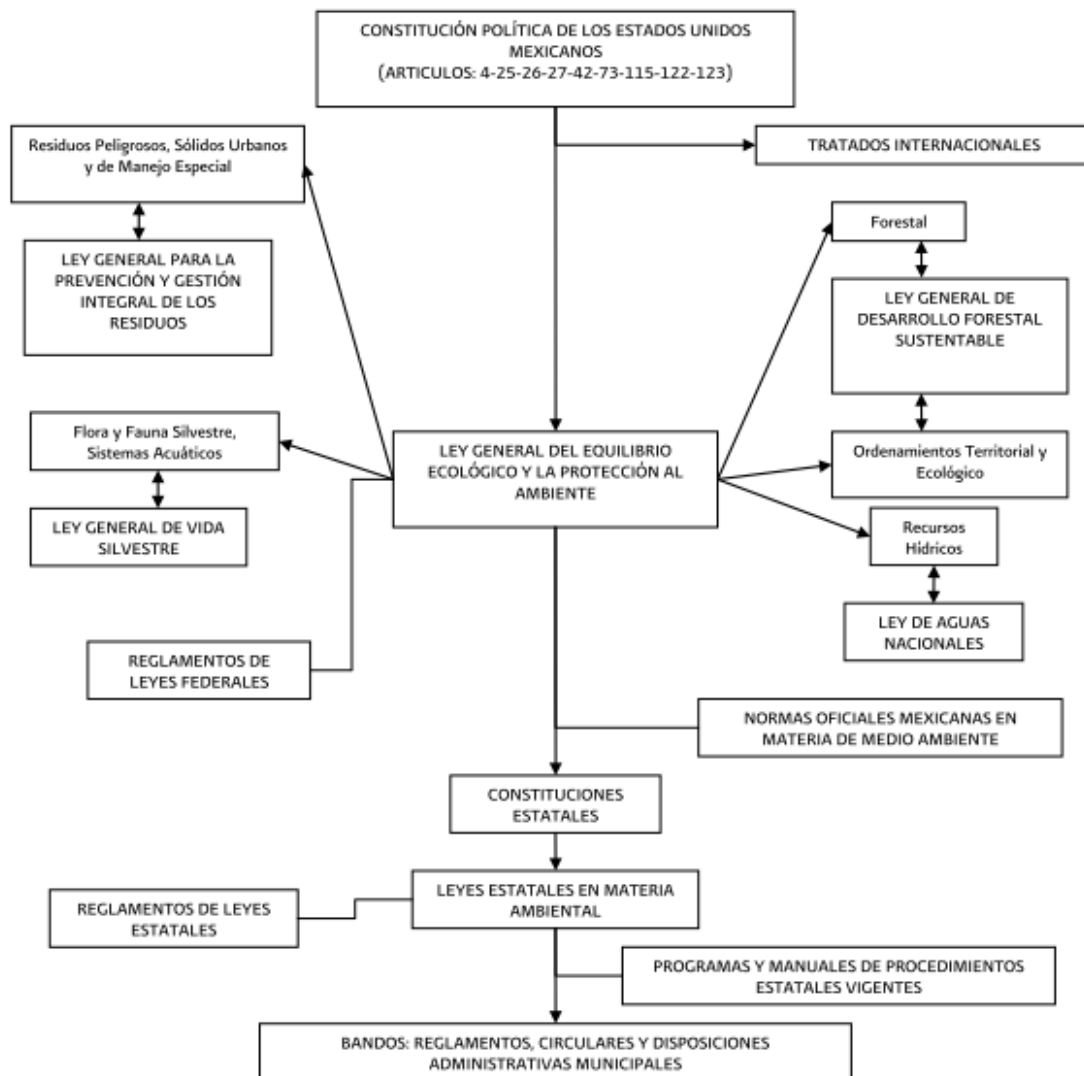 CONSTITUCIÓN POLÍTICA DE LOS ESTADOS UNIDOS
MEXICANOS
(ARTICULOS: 4-25-26-27-42-73-115-122-123)
TRATADOS INTERNACIONALES
Residuos Peligrosos, Sólidos Urbanos
y de Manejo Especial
LEY GENERAL PARA LA
PREVENCIÓN Y GESTIÓN
INTEGRAL DE LOS
RESIDUOS
Forestal
LEY GENERAL DE
DESARROLLO FORESTAL
SUSTENTABLE
Flora y Fauna Silvestre,
Sistemas Acuáticos
LEY GENERAL DE VIDA
SILVESTRE
LEY GENERAL DEL EQUILIBRIO
ECOLÓGICO Y LA PROTECCIÓN AL
AMBIENTE
Ordenamientos Territorial y
Ecológico
Recursos
Hídricos
LEY DE AGUAS
NACIONALES
REGLAMENTOS DE
LEYES FEDERALES
NORMAS OFICIALES MEXICANAS EN
MATERIA DE MEDIO AMBIENTE
CONSTITUCIONES
ESTATALES
LEYES ESTATALES EN MATERIA
AMBIENTAL
REGLAMENTOS DE LEYES
ESTATALES
PROGRAMAS Y MANUALES DE PROCEDIMIENTOS
ESTATALES VIGENTES
BANDOS: REGLAMENTOS, CIRCULARES Y DISPOSICIONES
ADMINISTRATIVAS MUNICIPALES